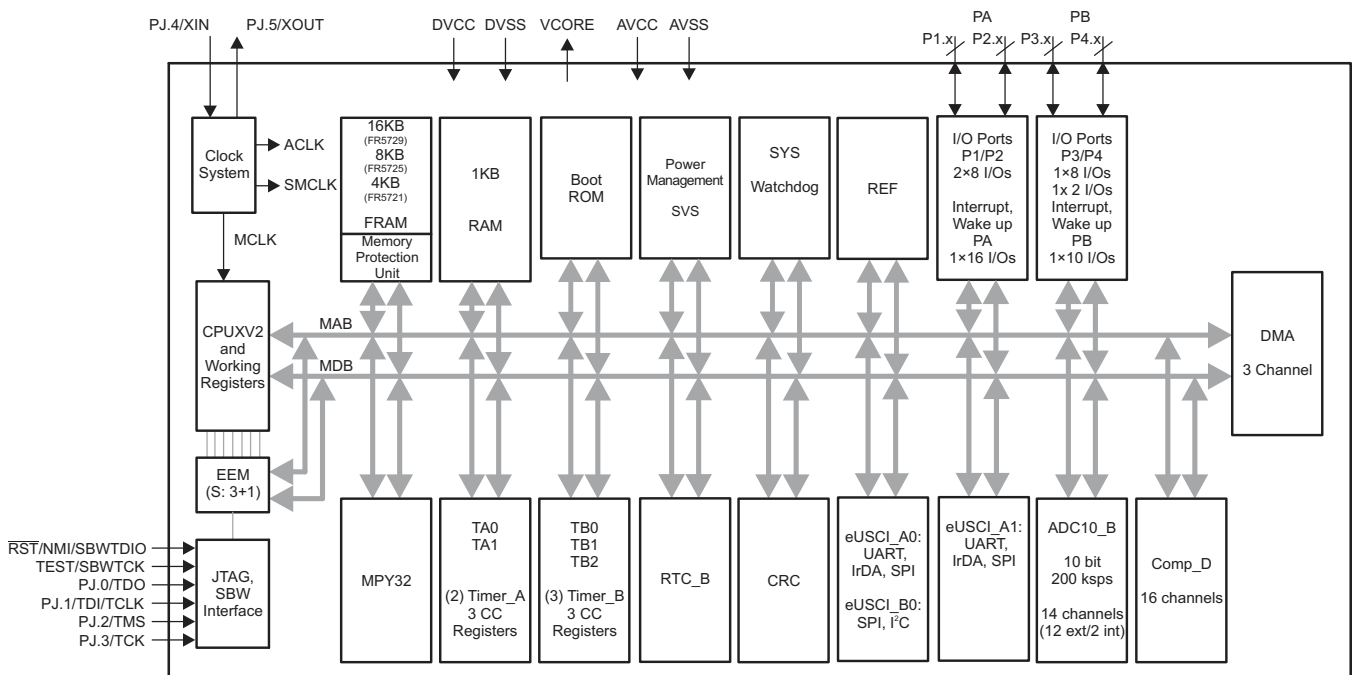 PJ.4/XIN PJ.5/XOUT DVCC DVSS VCORE AVCC AVSS
PA PB
P1.x P2.x P3.x P4.x
Clock
System
ACLK
SMCLK
MCLK
16KB
(FR5729)
8KB
(FR5725)
4KB
(FR5721)
FRAM
Memory
Protection
Unit
1KB
RAM
Boot
ROM
Power
Management
SVS
SYS
Watchdog
REF
I/O Ports
P1/P2
2×8 I/Os
Interrupt,
Wake up
PA
1×16 I/Os
I/O Ports
P3/P4
1×8 I/Os
1x 2 I/Os
Interrupt,
Wake up
PB
1×10 I/Os
CPUXV2
and
Working
Registers
MAB
MDB
DMA
3 Channel
EEM
(S: 3+1)
RST/NMI/SBWTDIO
TEST/SBWTCK
PJ.0/TDO
PJ.1/TDI/TCLK
PJ.2/TMS
PJ.3/TCK
JTAG,
SBW
Interface
MPY32
TA0
TA1
(2) Timer_A
3 CC
Registers
TB0
TB1
TB2
(3) Timer_B
3 CC
Registers
RTC_B
CRC
eUSCI_A0:
UART,
IrDA, SPI
eUSCI_B0:
SPI, I²C
eUSCI_A1:
UART,
IrDA, SPI
ADC10_B
10 bit
200 ksps
14 channels
(12 ext/2 int)
Comp_D
16 channels